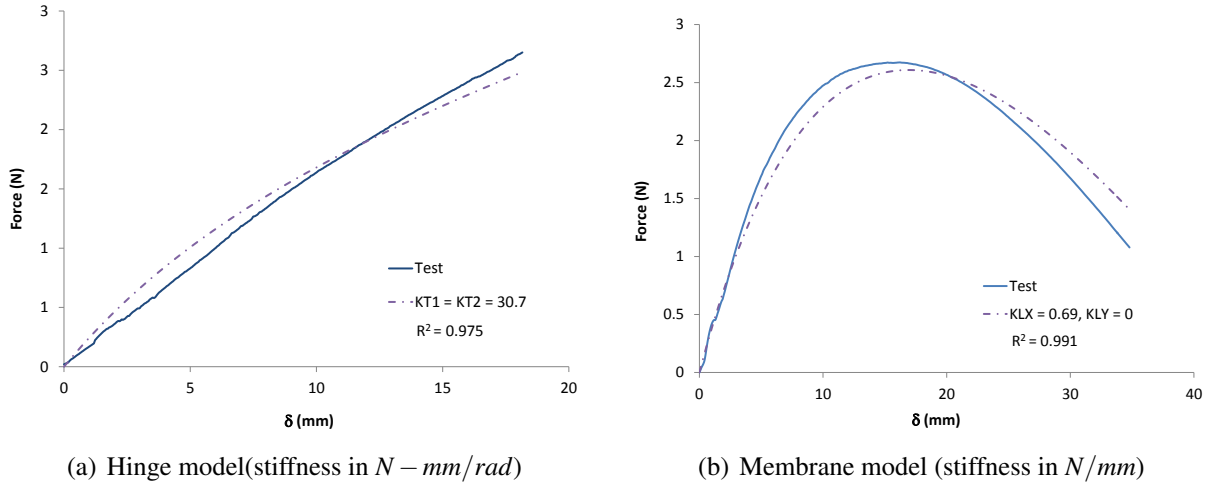 3
3
2
2
1
1
0
Force (N)
0
5
10
15
20
δ (mm)
Test
KT1 = KT2 = 30.7
R² = 0.975
(a) Hinge model(stiffness in N − mm/rad)
3
2.5
2
1.5
1
0.5
0
Force (N)
0
10
20
30
40
δ (mm)
Test
KLX = 0.69, KLY = 0
R² = 0.991
(b) Membrane model (stiffness in N/mm)